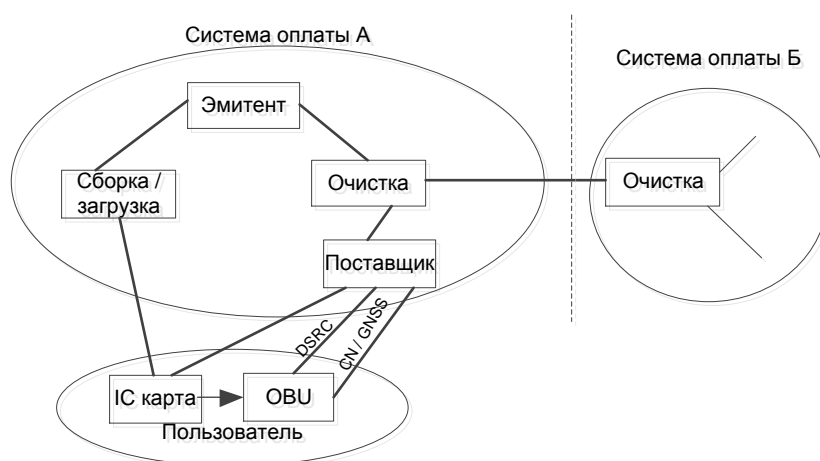 Система оплаты А
Система оплаты Б
Эмитент
Сборка /
загрузка
Очистка
Очистка
Поставщик
DSRC
CN / GNSS
IC карта
OBU
Пользователь